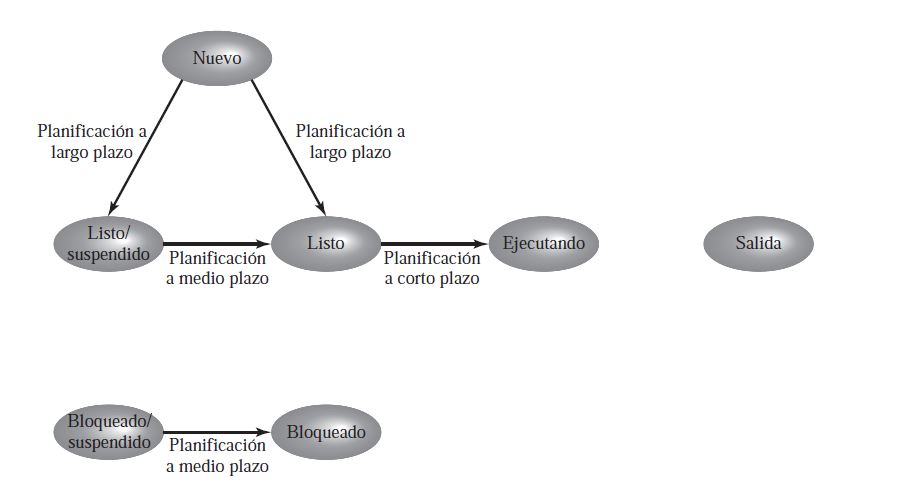 Nuevo
Planificación a
largo plazo
Planificación a
largo plazo
Listo/
suspendido
Planificación
a medio plazo
Listo
Planificación
a corto plazo
Ejecutando
Salida
Bloqueado/
suspendido
Planificación
a medio plazo
Bloqueado